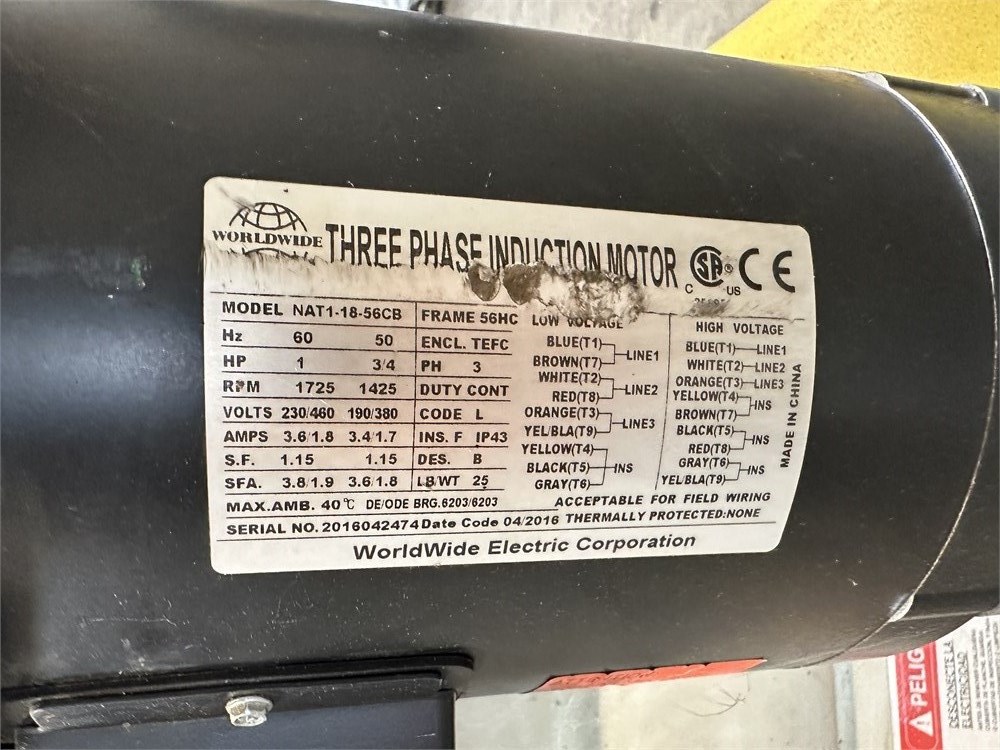 WORLDWIDE
THREE PHASE INDUCTION MOTOR
C US
CE
MODEL NAT1-18-56CB FRAME 56HC
Hz 60 50 ENCL. TEFC
HP 1 3/4 PH 3
RPM 1725 1425 DUTY CONT
VOLTS 230/460 190/380 CODE L
AMPS 3.6/1.8 3.4/1.7 INS. F IP43
S.F. 1.15 1.15 DES. B
SFA. 3.8/1.9 3.6/1.8 LB/WT 25
LOW VOLTAGE
BLUE(T1)
BROWN(T7) LINE1
WHITE(T2)
RED(T8) LINE2
ORANGE(T3)
YEL/BLA(T9) LINE3
YELLOW(T4)
BLACK(T5) INS
GRAY(T6)
HIGH VOLTAGE
BLUE(T1) LINE1
WHITE(T2) LINE2
ORANGE(T3) LINE3
YELLOW(T4)
BROWN(T7) INS
BLACK(T5)
RED(T8) INS
GRAY(T6)
YEL/BLA(T9) INS
MADE IN CHINA
MAX.AMB. 40℃ DE/ODE BRG.6203/6203 ACCEPTABLE FOR FIELD WIRING
SERIAL NO. 2016042474 Date Code 04/2016 THERMALLY PROTECTED:NONE
WorldWide Electric Corporation
PELIG
DESCONECTE LA
ELECTRICIDAD